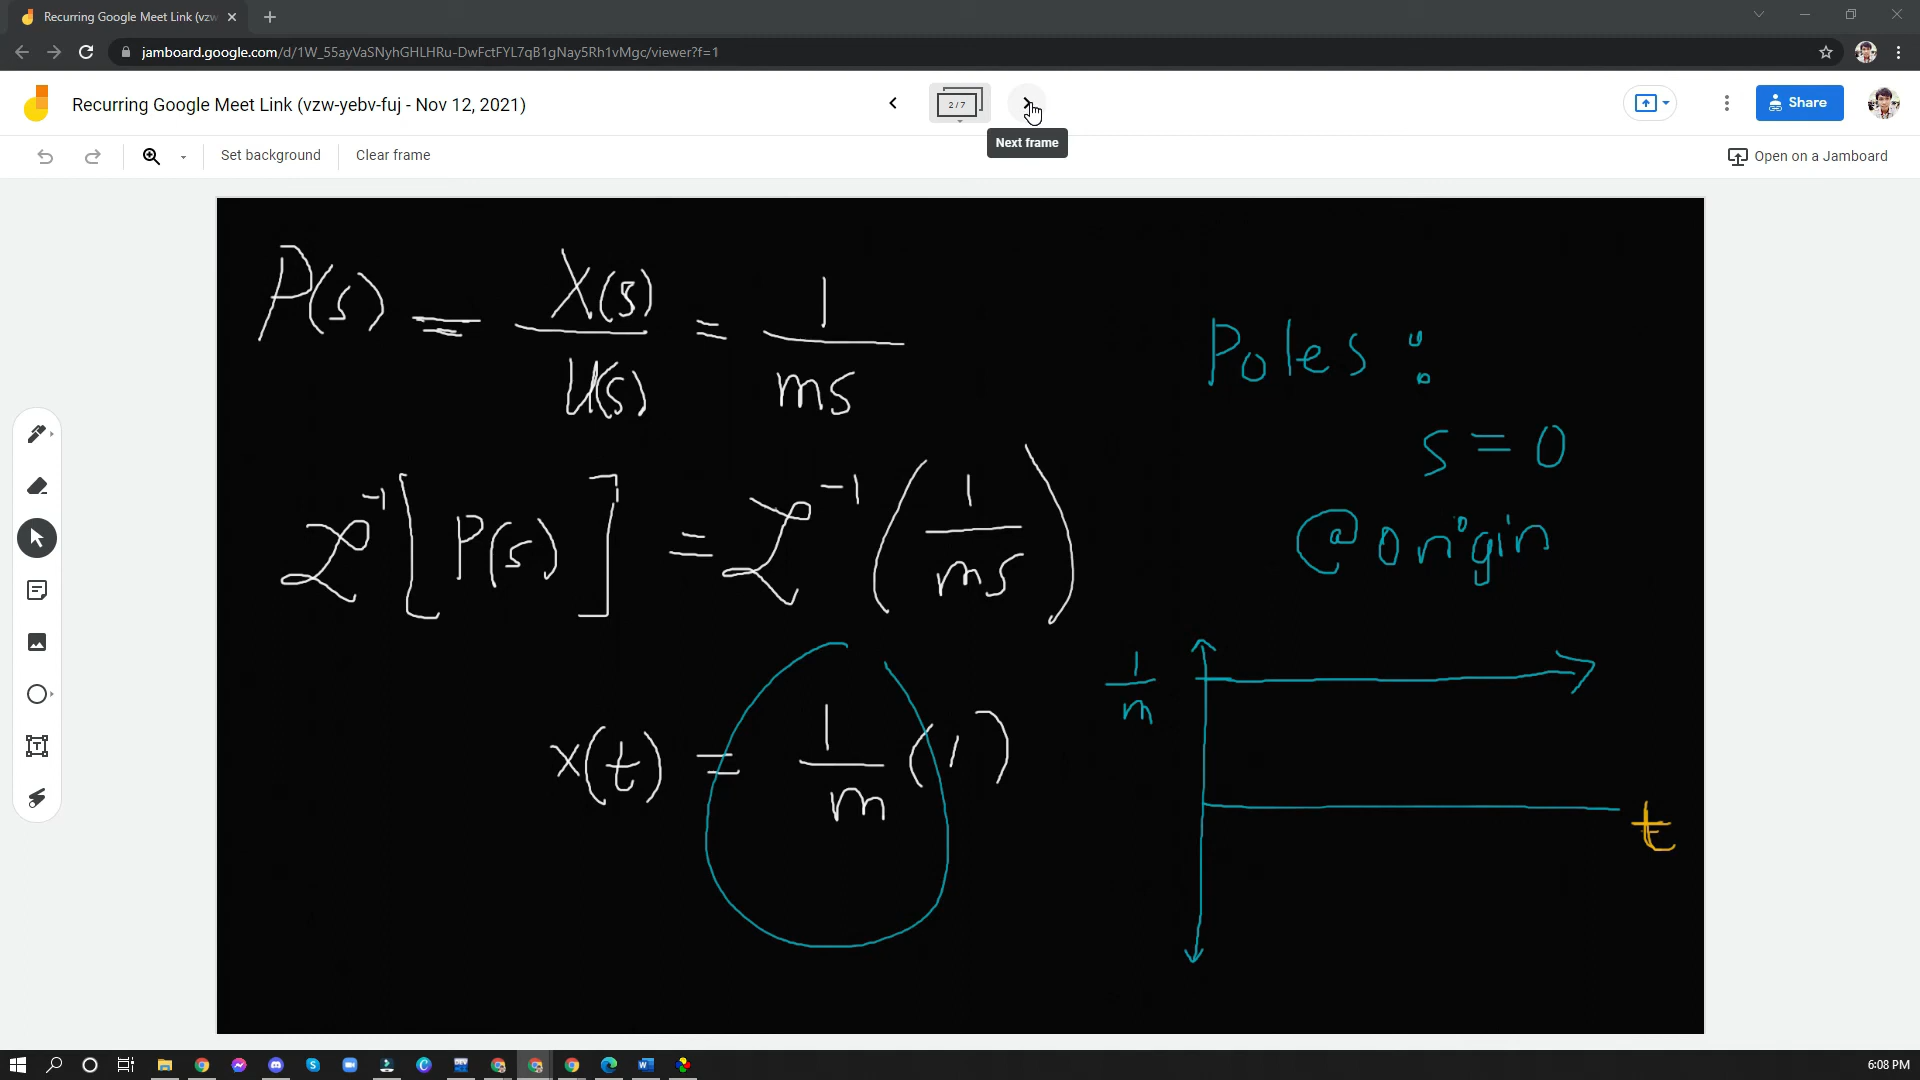 Recurring Google Meet Link (vzw
jamboard.google.com/d/1W_55ayVaSNyhGHLHRu-DwFctFYL7qB1gNay5Rh1vMgc/viewer?f=1
Recurring Google Meet Link (vzw-yebv-fuj - Nov 12, 2021)
2 / 7
Share
Next frame
Set background
Clear frame
Open on a Jamboard
P(s) = X(s)/U(s) = 1/ms
ℒ⁻¹[P(s)] = ℒ⁻¹(1/ms)
x(t) = 1/m (1)
Poles :
s = 0
@origin
1/m
t
6:08 PM